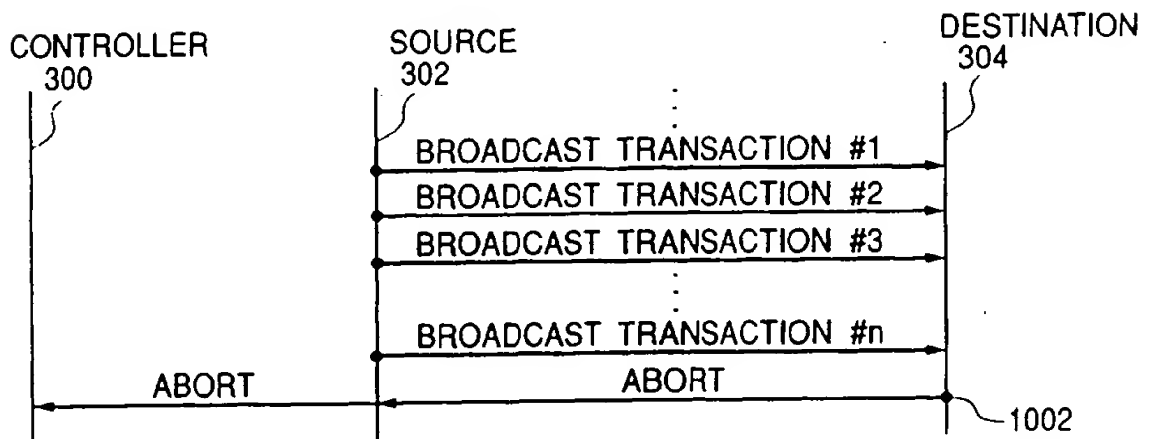 CONTROLLER
300
SOURCE
302
DESTINATION
304
BROADCAST TRANSACTION #1
BROADCAST TRANSACTION #2
BROADCAST TRANSACTION #3
BROADCAST TRANSACTION #n
ABORT
ABORT
1002